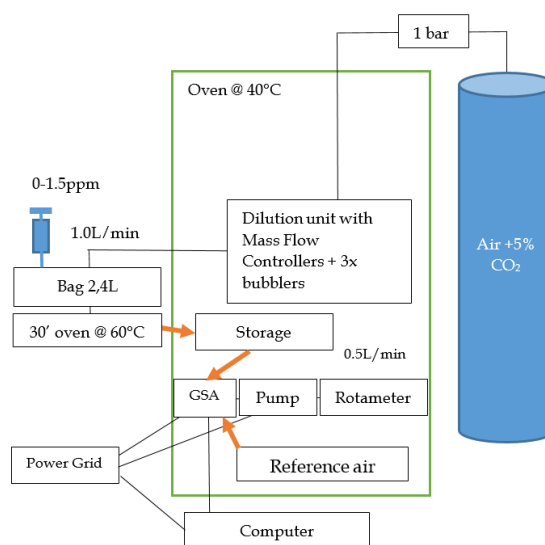 1 bar
Oven @ 40°C
0-1.5ppm
1.0L/min
Dilution unit with
Mass Flow
Controllers + 3x
bubblers
Air +5%
CO₂
Bag 2,4L
30′ oven @ 60°C
Storage
0.5L/min
GSA
Pump
Rotameter
Power Grid
Reference air
Computer